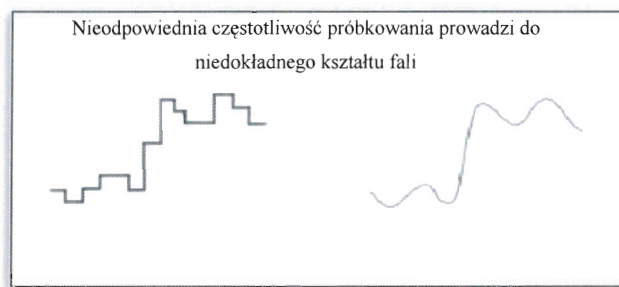 Nieodpowiednia częstotliwość próbkowania prowadzi do
niedokładnego kształtu fali